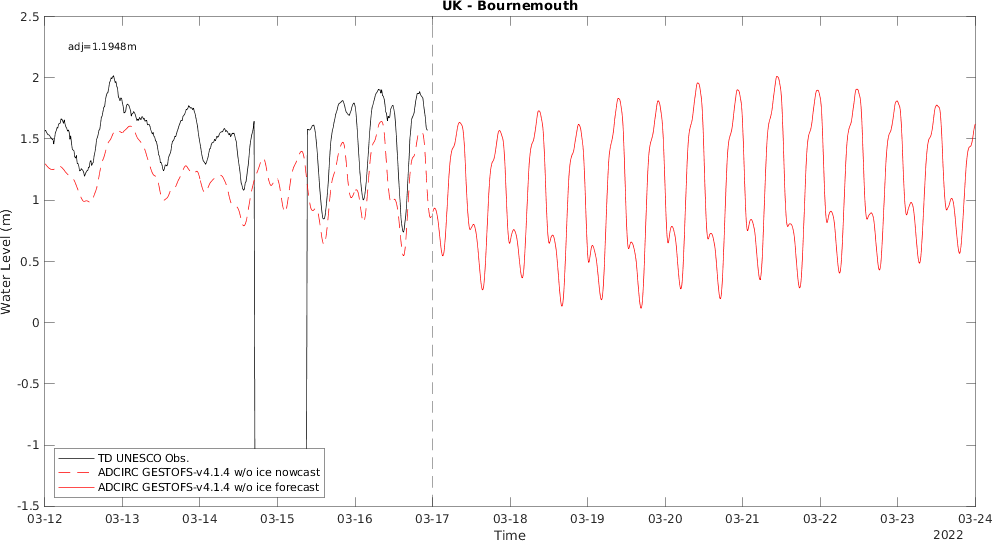 UK - Bournemouth
adj=1.1948m
2.5
2
1.5
1
0.5
0
-0.5
-1
-1.5
Water Level (m)
TD UNESCO Obs.
ADCIRC GESTOFS-v4.1.4 w/o ice nowcast
ADCIRC GESTOFS-v4.1.4 w/o ice forecast
03-12 03-13 03-14 03-15 03-16 03-17 03-18 03-19 03-20 03-21 03-22 03-23 03-24
Time
2022